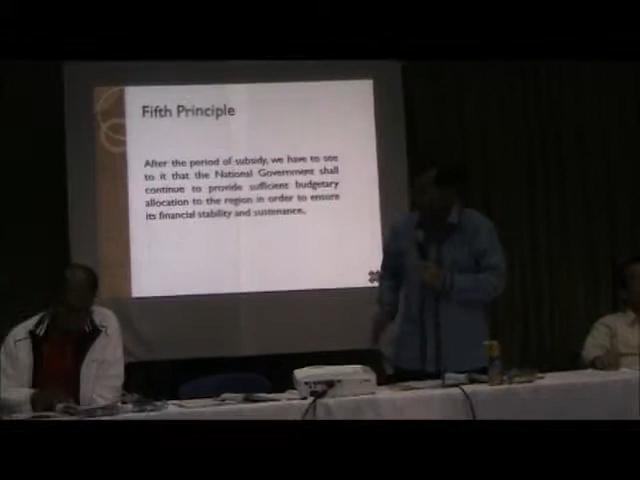 Fifth Principle
After the period of subsidy, we have to see
to it that the National Government shall
continue to provide sufficient budgetary
allocation to the region in order to ensure
its financial stability and sustenance.